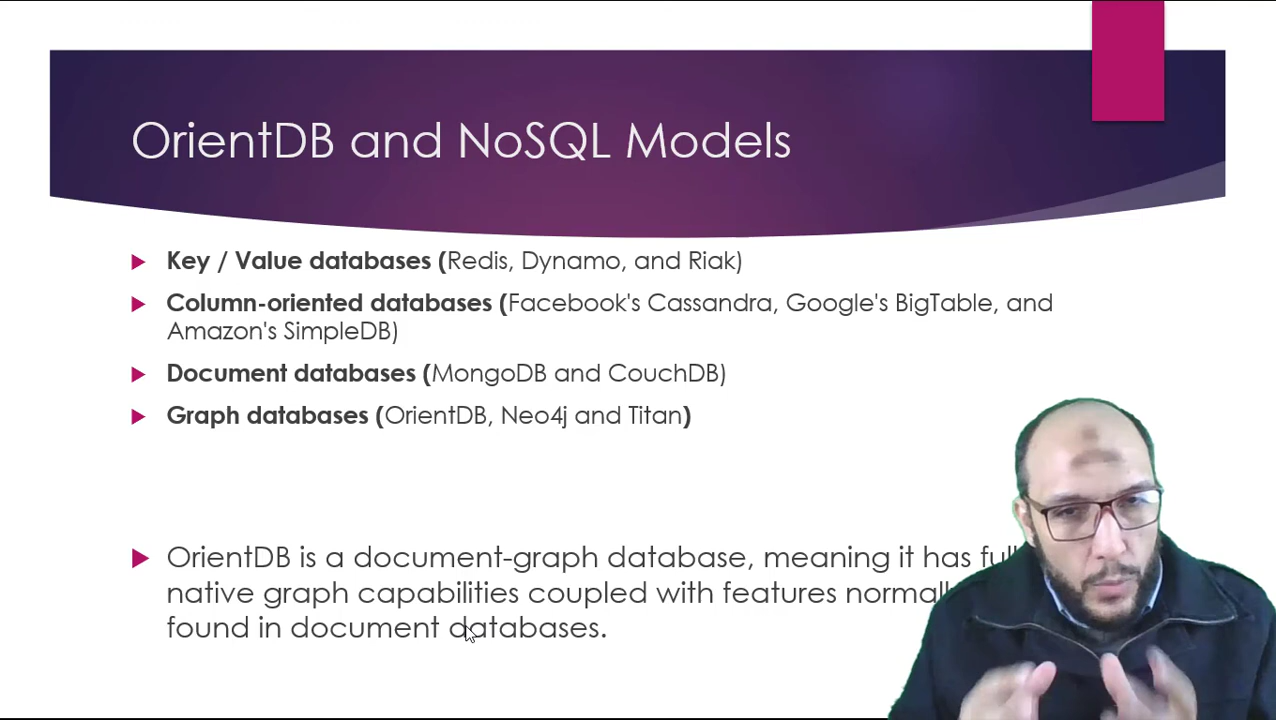 OrientDB and NoSQL Models
Key / Value databases (Redis, Dynamo, and Riak)
Column-oriented databases (Facebook's Cassandra, Google's BigTable, and
Amazon's SimpleDB)
Document databases (MongoDB and CouchDB)
Graph databases (OrientDB, Neo4j and Titan)
OrientDB is a document-graph database, meaning it has
native graph capabilities coupled with features
found in document databases.